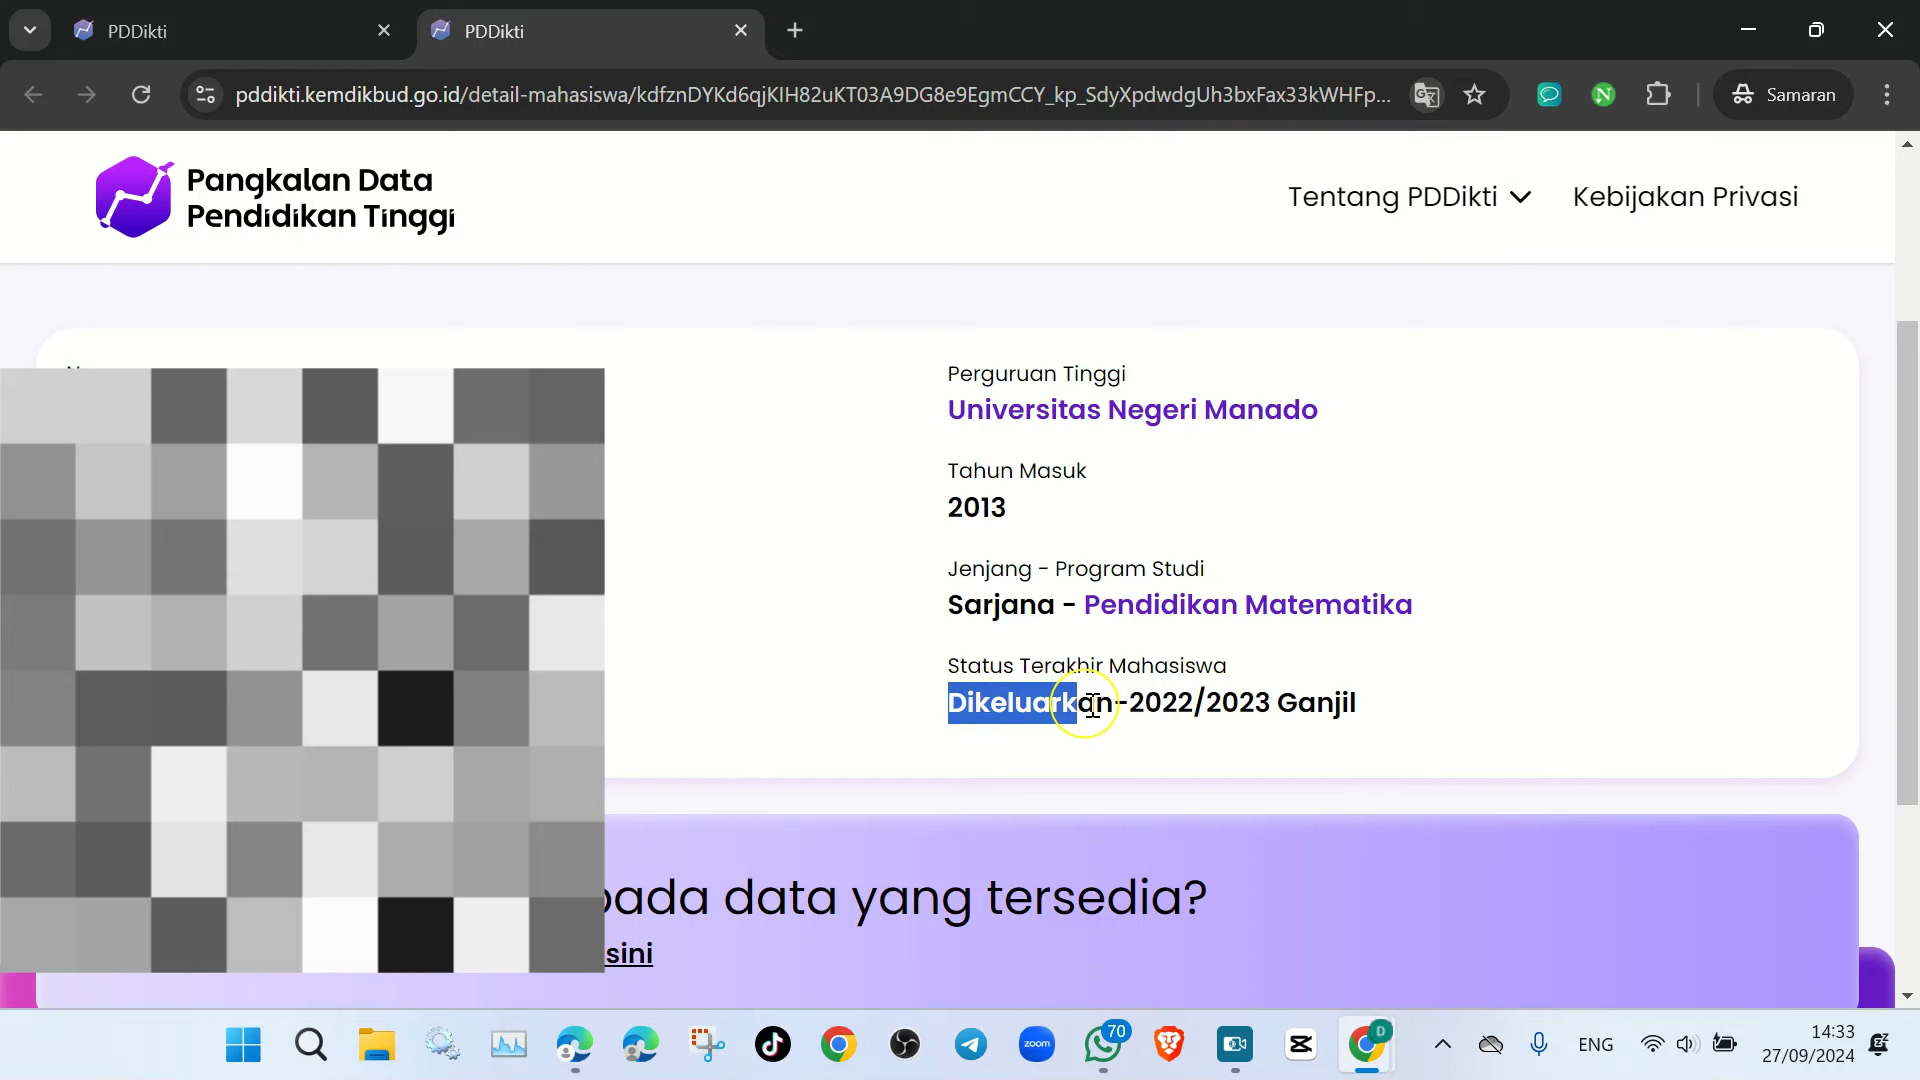 PDDikti
PDDikti
pddikti.kemdikbud.go.id/detail-mahasiswa/kdfznDYKd6qjKIH82uKT03A9DG8e9EgmCCY_kp_SdyXpdwdgUh3bxFax33kWHFp...
Samaran
Pangkalan Data
Pendidikan Tinggi
Tentang PDDikti
Kebijakan Privasi
Perguruan Tinggi
Universitas Negeri Manado
Tahun Masuk
2013
Jenjang - Program Studi
Sarjana - Pendidikan Matematika
Status Terakhir Mahasiswa
Dikeluarkan-2022/2023 Ganjil
pada data yang tersedia?
sini
zoom
70
D
ENG
14:33
27/09/2024